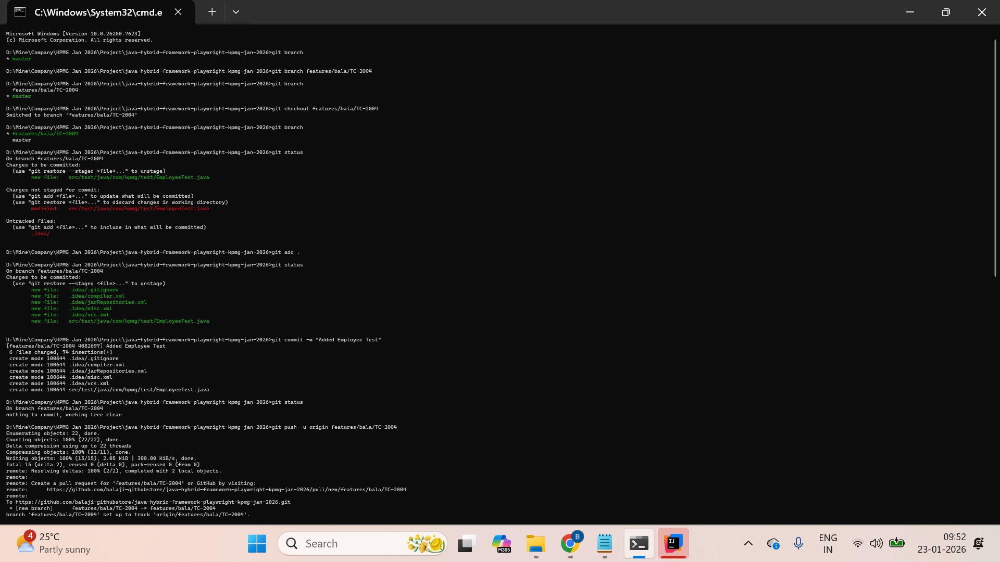 C:\Windows\System32\cmd.e
Microsoft Windows [Version 10.0.26200.7623]
(c) Microsoft Corporation. All rights reserved.
D:\Mine\Company\KPMG Jan 2026\Project\java-hybrid-framework-playwright-kpmg-jan-2026>git branch
* master
D:\Mine\Company\KPMG Jan 2026\Project\java-hybrid-framework-playwright-kpmg-jan-2026>git branch features/bala/TC-2004
D:\Mine\Company\KPMG Jan 2026\Project\java-hybrid-framework-playwright-kpmg-jan-2026>git branch
features/bala/TC-2004
* master
D:\Mine\Company\KPMG Jan 2026\Project\java-hybrid-framework-playwright-kpmg-jan-2026>git checkout features/bala/TC-2004
Switched to branch 'features/bala/TC-2004'
D:\Mine\Company\KPMG Jan 2026\Project\java-hybrid-framework-playwright-kpmg-jan-2026>git branch
* features/bala/TC-2004
master
D:\Mine\Company\KPMG Jan 2026\Project\java-hybrid-framework-playwright-kpmg-jan-2026>git status
On branch features/bala/TC-2004
Changes to be committed:
(use "git restore --staged <file>..." to unstage)
new file:   src/test/java/com/kpmg/test/EmployeeTest.java
Changes not staged for commit:
(use "git add <file>..." to update what will be committed)
(use "git restore <file>..." to discard changes in working directory)
modified:   src/test/java/com/kpmg/test/EmployeeTest.java
Untracked files:
(use "git add <file>..." to include in what will be committed)
.idea/
D:\Mine\Company\KPMG Jan 2026\Project\java-hybrid-framework-playwright-kpmg-jan-2026>git add .
D:\Mine\Company\KPMG Jan 2026\Project\java-hybrid-framework-playwright-kpmg-jan-2026>git status
On branch features/bala/TC-2004
Changes to be committed:
(use "git restore --staged <file>..." to unstage)
new file:   .idea/.gitignore
new file:   .idea/compiler.xml
new file:   .idea/jarRepositories.xml
new file:   .idea/misc.xml
new file:   .idea/vcs.xml
new file:   src/test/java/com/kpmg/test/EmployeeTest.java
D:\Mine\Company\KPMG Jan 2026\Project\java-hybrid-framework-playwright-kpmg-jan-2026>git commit -m "Added Employee Test"
[features/bala/TC-2004 4082697] Added Employee Test
6 files changed, 74 insertions(+)
create mode 100644 .idea/.gitignore
create mode 100644 .idea/compiler.xml
create mode 100644 .idea/jarRepositories.xml
create mode 100644 .idea/misc.xml
create mode 100644 .idea/vcs.xml
create mode 100644 src/test/java/com/kpmg/test/EmployeeTest.java
D:\Mine\Company\KPMG Jan 2026\Project\java-hybrid-framework-playwright-kpmg-jan-2026>git status
On branch features/bala/TC-2004
nothing to commit, working tree clean
D:\Mine\Company\KPMG Jan 2026\Project\java-hybrid-framework-playwright-kpmg-jan-2026>git push -u origin features/bala/TC-2004
Enumerating objects: 22, done.
Counting objects: 100% (22/22), done.
Delta compression using up to 22 threads
Compressing objects: 100% (11/11), done.
Writing objects: 100% (15/15), 2.05 KiB | 300.00 KiB/s, done.
Total 15 (delta 2), reused 0 (delta 0), pack-reused 0 (from 0)
remote: Resolving deltas: 100% (2/2), completed with 2 local objects.
remote:
remote: Create a pull request for 'features/bala/TC-2004' on GitHub by visiting:
remote:      https://github.com/balaji-githubstore/java-hybrid-framework-playwright-kpmg-jan-2026/pull/new/features/bala/TC-2004
remote:
To https://github.com/balaji-githubstore/java-hybrid-framework-playwright-kpmg-jan-2026.git
* [new branch]      features/bala/TC-2004 -> features/bala/TC-2004
branch 'features/bala/TC-2004' set up to track 'origin/features/bala/TC-2004'.
4
25°C
Partly sunny
Search
M365
B
IJ
ENG
IN
09:52
23-01-2026